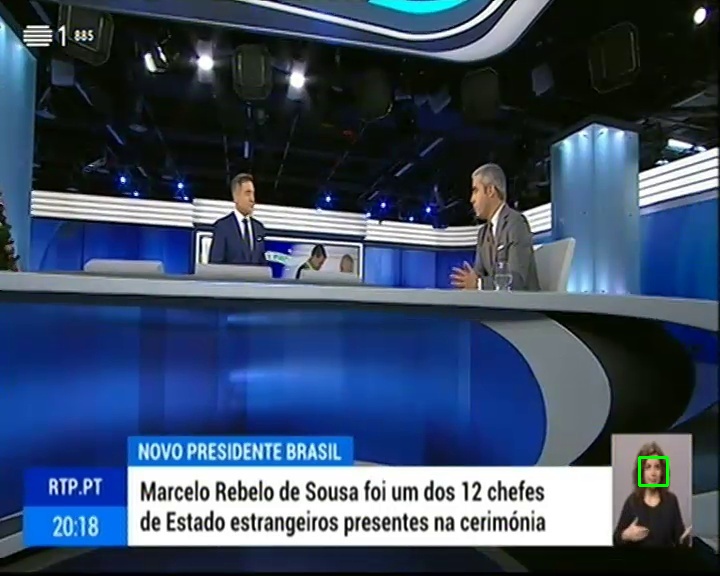 1 885
NOVO PRESIDENTE BRASIL
RTP.PT
Marcelo Rebelo de Sousa foi um dos 12 chefes
20:18
de Estado estrangeiros presentes na cerimónia